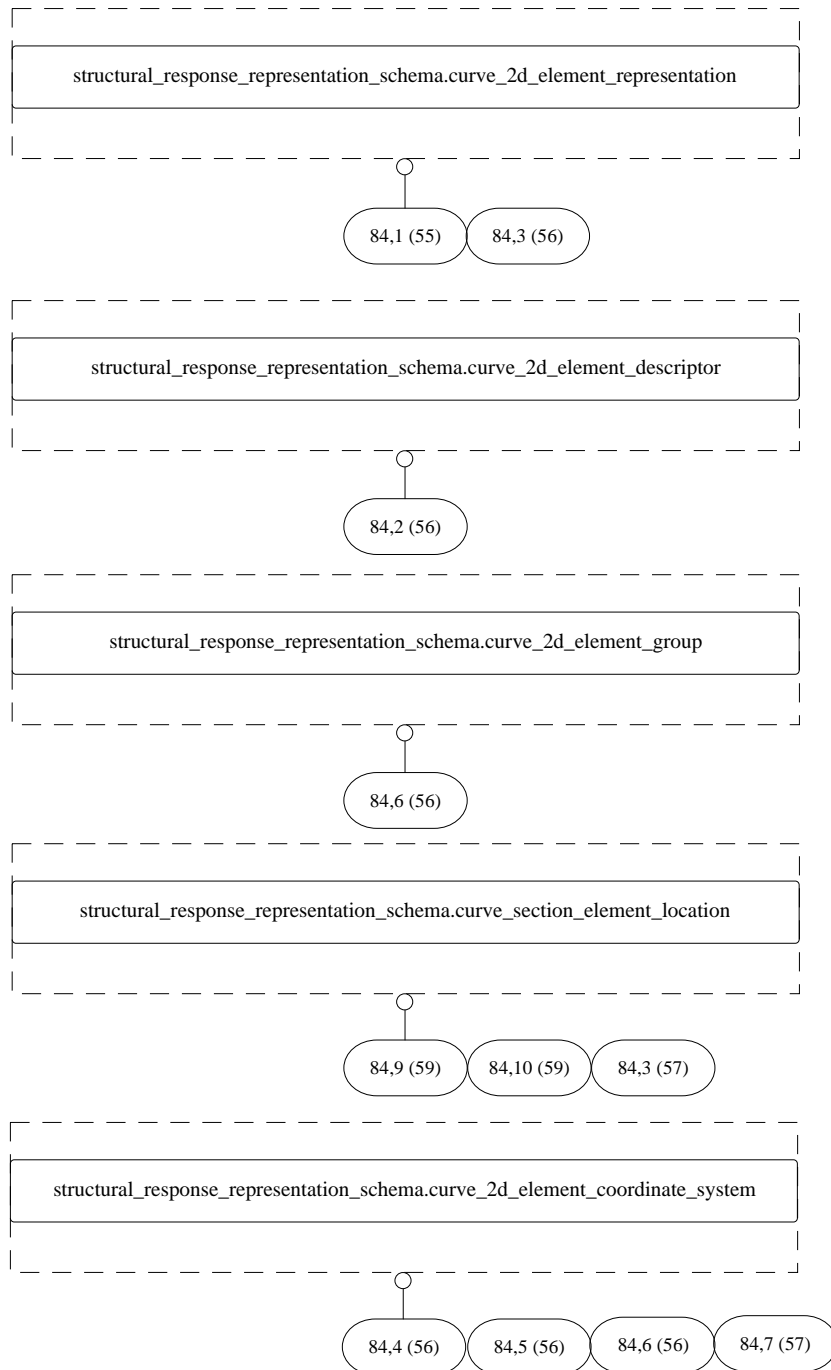 structural_response_representation_schema.curve_2d_element_representation
84,1 (55) 84,3 (56)
structural_response_representation_schema.curve_2d_element_descriptor
84,2 (56)
structural_response_representation_schema.curve_2d_element_group
84,6 (56)
structural_response_representation_schema.curve_section_element_location
84,9 (59) 84,10 (59) 84,3 (57)
structural_response_representation_schema.curve_2d_element_coordinate_system
84,4 (56) 84,5 (56) 84,6 (56) 84,7 (57)